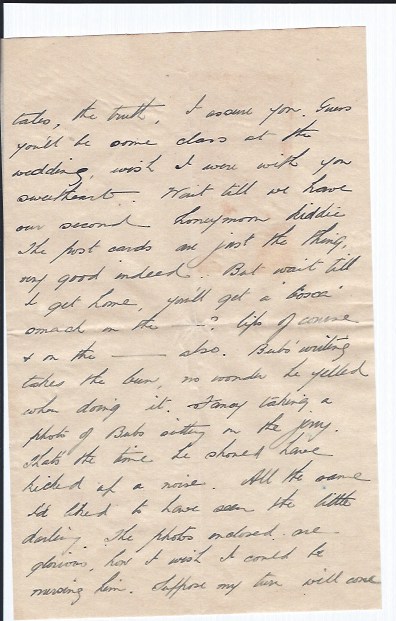 tales, the truth, I assure you. Guess
you'll be some class at the
wedding, wish I were with you
sweetheart. Wait till we have
our second honeymoon kiddie
The post cards are just the thing,
very good indeed. But wait till
I get home, you'll get a
smack on the —? lips of course
& on the —— also. Bubs' writing
takes the bun, no wonder he yelled
when doing it. Fancy taking a
photo of Bubs sitting on the jerry.
That's the time he should have
kicked up a noise. All the same
I'd liked to have seen the little
darling. The photos enclosed are
glorious, how I wish I could be
nursing him. Suppose my turn will come